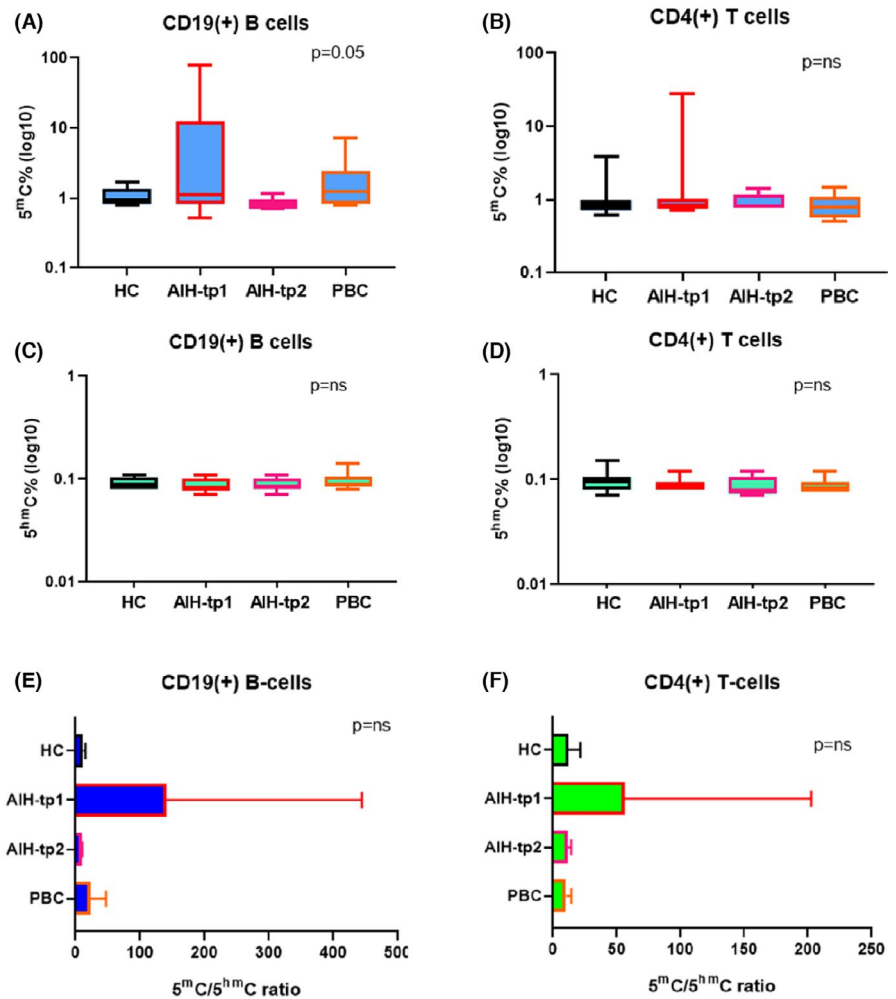 (A)
CD19(+) B cells
p=0.05
5ᵐC% (log10)
100
10
1
0.1
HC AIH-tp1 AIH-tp2 PBC
(B)
CD4(+) T cells
p=ns
5ᵐC% (log10)
100
10
1
0.1
HC AIH-tp1 AIH-tp2 PBC
(C)
CD19(+) B cells
p=ns
5ʰᵐC% (log10)
1
0.1
0.01
HC AIH-tp1 AIH-tp2 PBC
(D)
CD4(+) T cells
p=ns
5ʰᵐC% (log10)
1
0.1
0.01
HC AIH-tp1 AIH-tp2 PBC
(E)
CD19(+) B-cells
p=ns
HC
AIH-tp1
AIH-tp2
PBC
0 100 200 300 400 500
5ᵐC/5ʰᵐC ratio
(F)
CD4(+) T-cells
p=ns
HC
AIH-tp1
AIH-tp2
PBC
0 50 100 150 200 250
5ᵐC/5ʰᵐC ratio